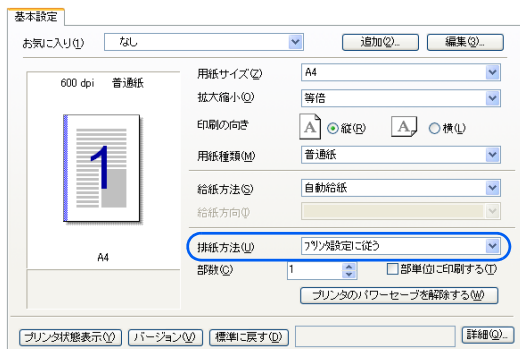 基本設定
お気に入り(1) なし 追加(2)... 編集(3)...
600 dpi 普通紙
用紙サイズ(Z) A4
拡大縮小(O) 等倍
印刷の向き A 縦(R) A 横(L)
用紙種類(M) 普通紙
給紙方法(S) 自動給紙
給紙方向(I)
1
A4
排紙方法(U) プリンタ設定に従う
部数(C) 1 部単位に印刷する(T)
プリンタのパワーセーブを解除する(W)
プリンタ状態表示(Y) バージョン(V) 標準に戻す(D) 詳細(Q)...